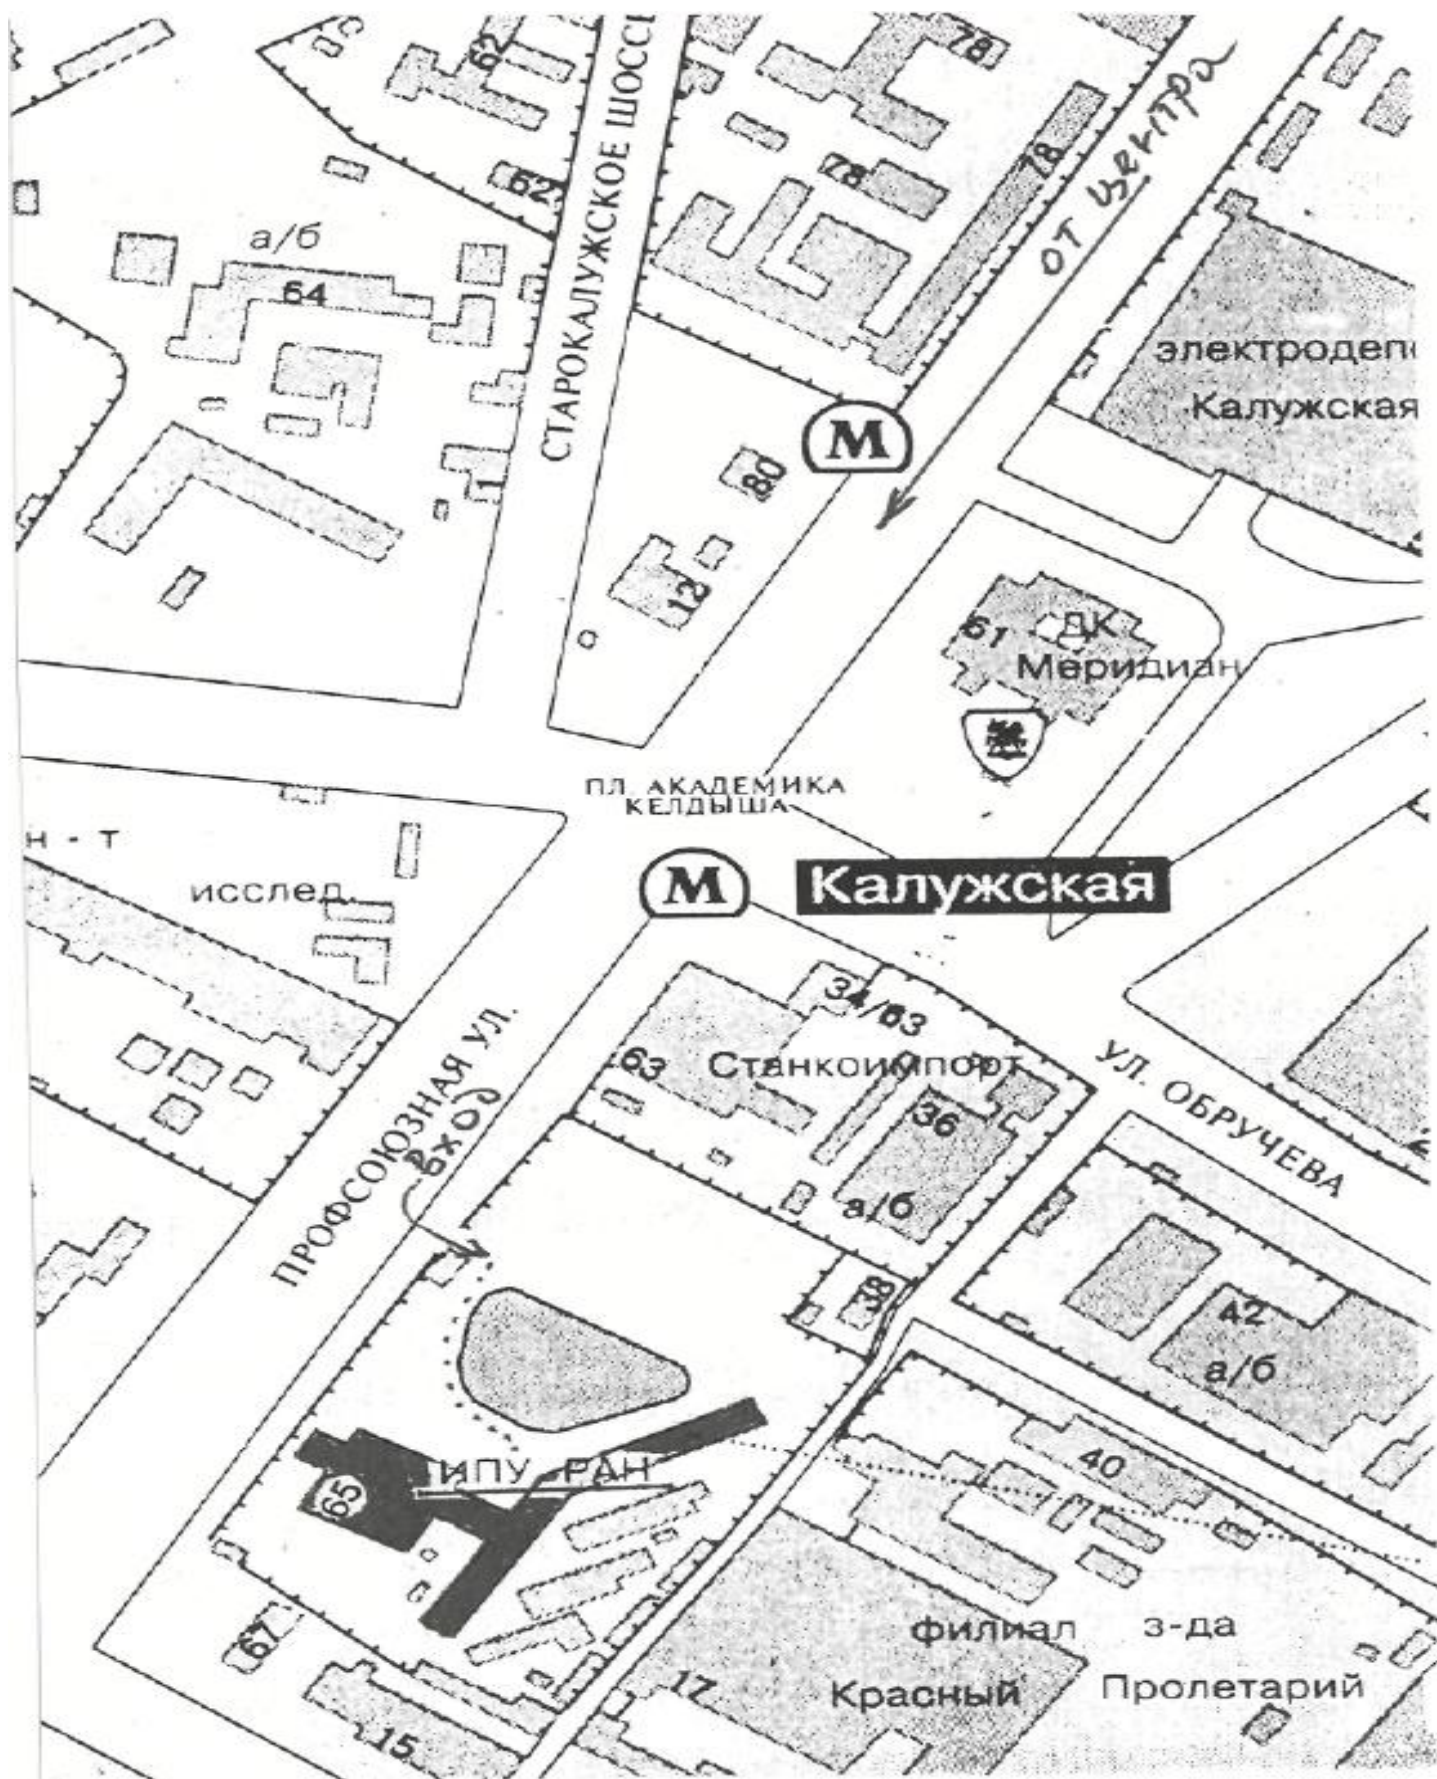 62
78
СТАРОКАЛУЖСКОЕ ШОССЕ
от центра
62
78
78
а/б
64
электродепо
Калужская
М
80
1
12
61
ДК
Меридиан
ПЛ. АКАДЕМИКА
КЕЛДЫША
н - т
исслед.
М
Калужская
34/63
63
Станкоимпорт
36
а/б
УЛ. ОБРУЧЕВА
ПРОФСОЮЗНАЯ УЛ.
вход
38
42
а/б
40
ИПУ РАН
65
67
15
17
филиал з-да
Красный Пролетарий